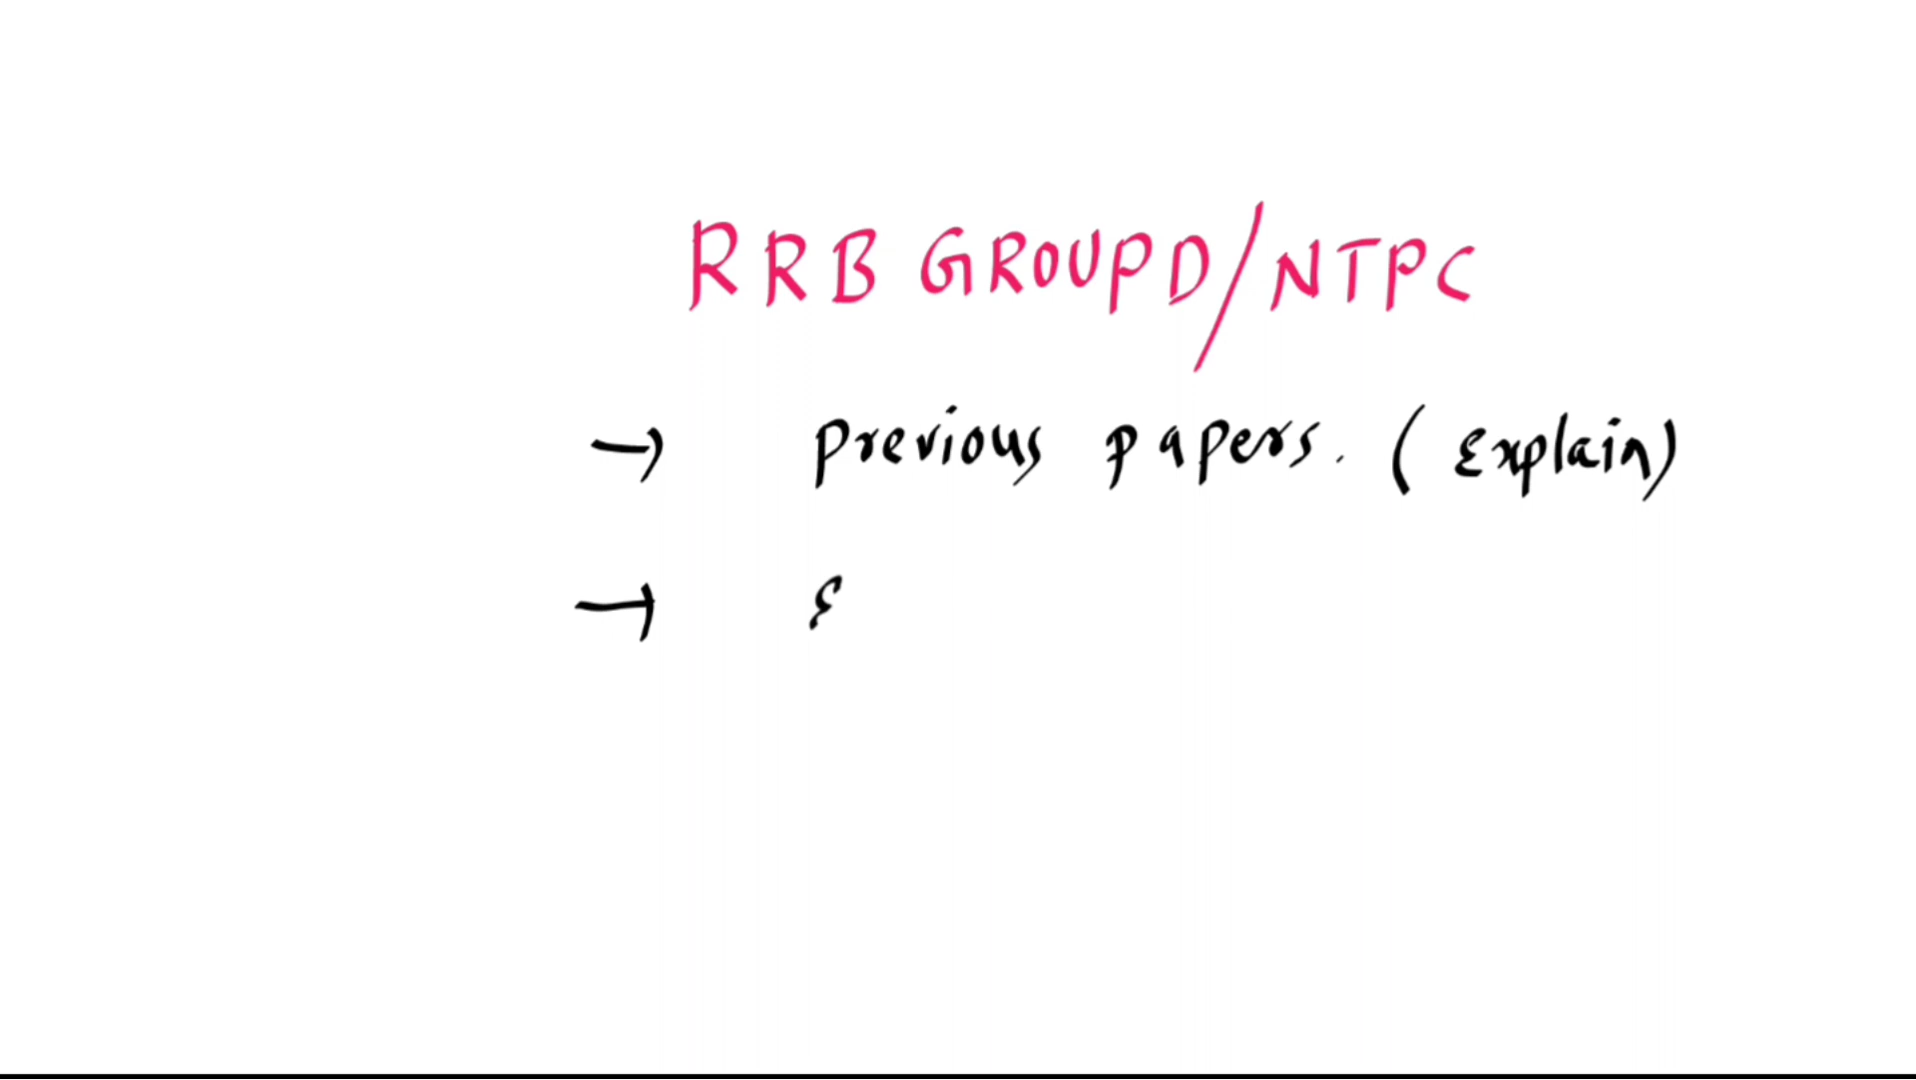 RRB GROUPD/NTPC
→ previous papers. (Explain)
→